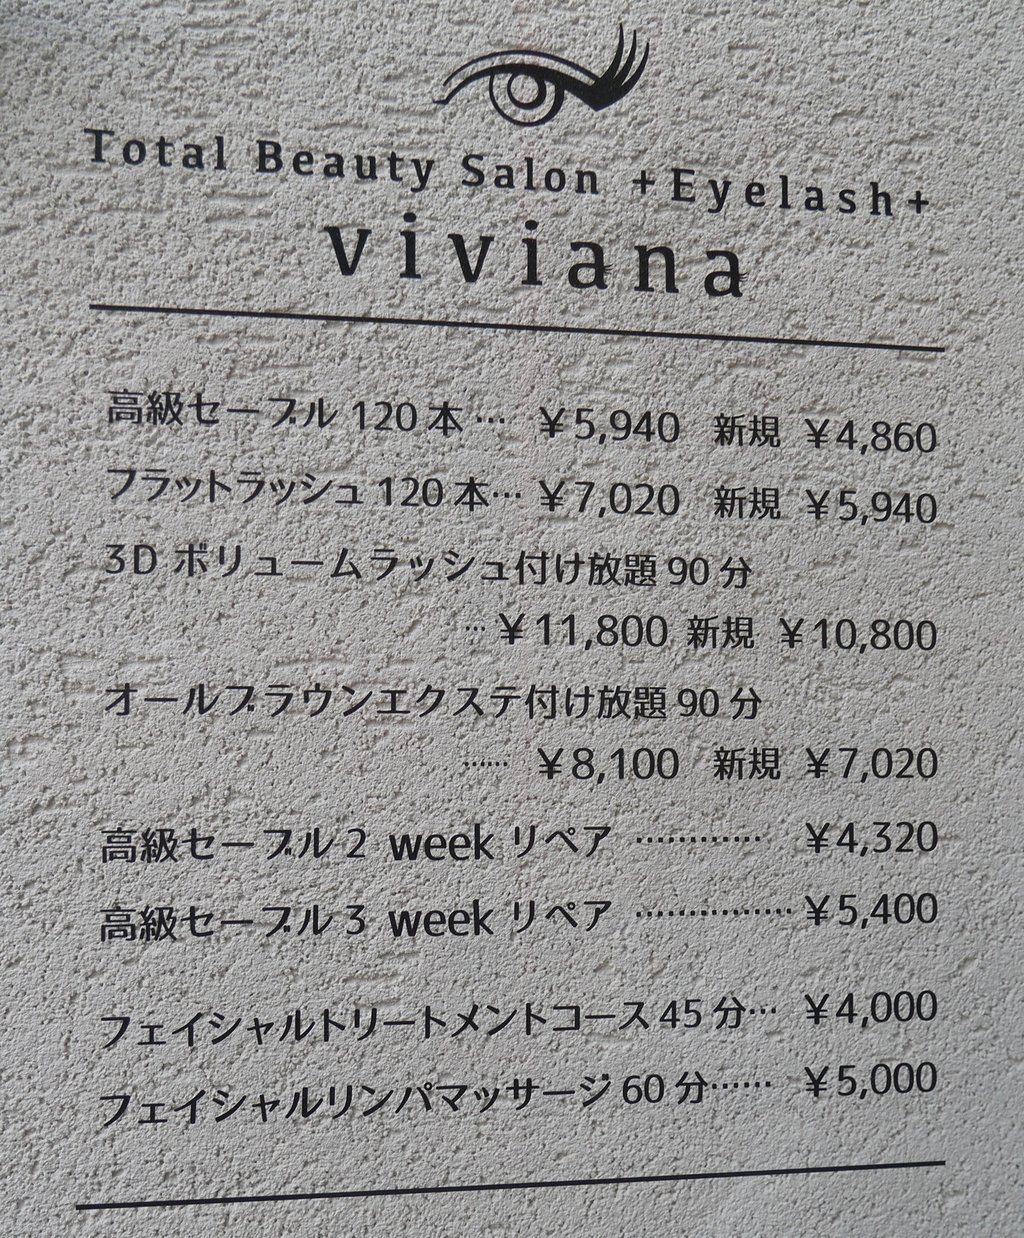 Total Beauty Salon +Eyelash+
viviana
高級セーブル 120 本 … ￥5,940 新規 ￥4,860
フラットラッシュ 120 本… ￥7,020 新規 ￥5,940
3D ボリュームラッシュ付け放題 90 分
… ￥11,800 新規 ￥10,800
オールブラウンエクステ付け放題 90 分
…… ￥8,100 新規 ￥7,020
高級セーブル 2 week リペア ………… ￥4,320
高級セーブル 3 week リペア …………… ￥5,400
フェイシャルトリートメントコース 45 分… ￥4,000
フェイシャルリンパマッサージ 60 分…… ￥5,000